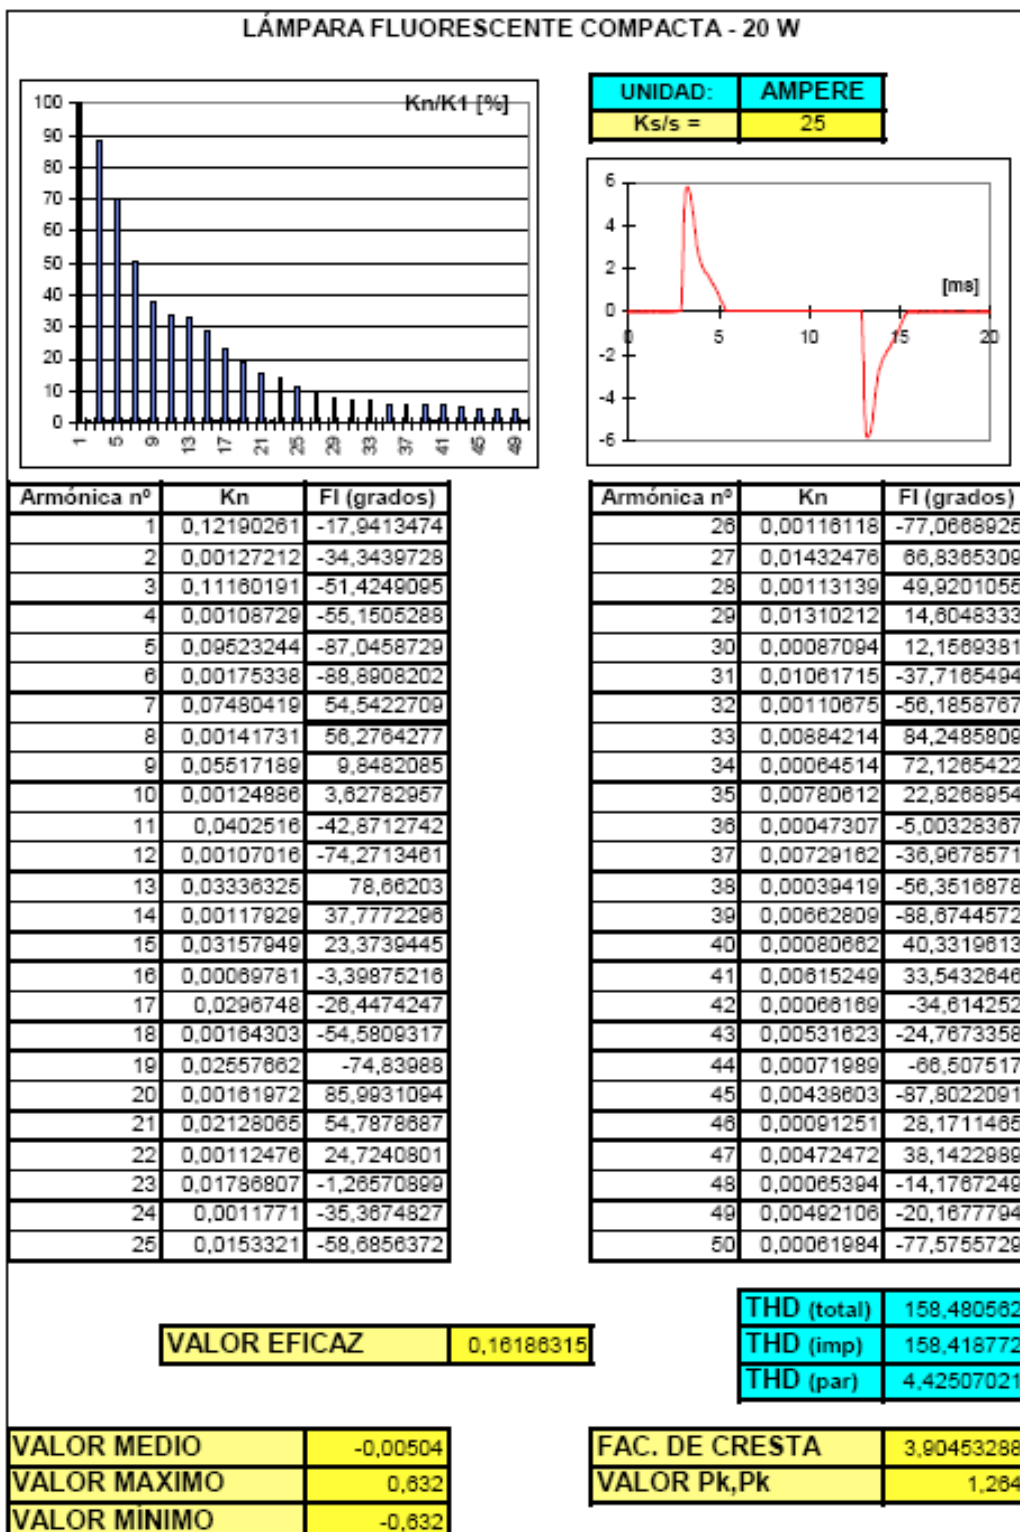 LÁMPARA FLUORESCENTE COMPACTA - 20 W
Kn/K1 [%]
100
90
80
70
60
50
40
30
20
10
0
1 5 9 13 17 21 25 29 33 37 41 45 49
UNIDAD: AMPERE
Ks/s = 25
6
4
2
0
-2
-4
-6
[ms]
0 5 10 15 20
Armónica nº Kn FI (grados)
1 0,12190261 -17,9413474
2 0,00127212 -34,3439728
3 0,11160191 -51,4249095
4 0,00108729 -55,1505288
5 0,09523244 -87,0458729
6 0,00175338 -88,8908202
7 0,07480419 54,5422709
8 0,00141731 56,2764277
9 0,05517189 9,8482085
10 0,00124886 3,62782957
11 0,0402516 -42,8712742
12 0,00107016 -74,2713461
13 0,03336325 78,66203
14 0,00117929 37,7772296
15 0,03157949 23,3739445
16 0,00069781 -3,39875216
17 0,0296748 -26,4474247
18 0,00164303 -54,5809317
19 0,02557662 -74,83988
20 0,00161972 85,9931094
21 0,02128065 54,7878687
22 0,00112476 24,7240801
23 0,01786807 -1,26570899
24 0,0011771 -35,3674827
25 0,0153321 -58,6856372
Armónica nº Kn FI (grados)
26 0,00116118 -77,0668925
27 0,01432476 66,8365309
28 0,00113139 49,9201055
29 0,01310212 14,6048333
30 0,00087094 12,1569381
31 0,01061715 -37,7165494
32 0,00110675 -56,1858767
33 0,00884214 84,2485809
34 0,00064514 72,1265422
35 0,00780612 22,8268954
36 0,00047307 -5,00328367
37 0,00729162 -36,9678571
38 0,00039419 -56,3516878
39 0,00662809 -88,6744572
40 0,00080662 40,3319613
41 0,00615249 33,5432646
42 0,00066169 -34,614252
43 0,00531623 -24,7673358
44 0,00071989 -66,507517
45 0,00438603 -87,8022091
46 0,00091251 28,1711465
47 0,00472472 38,1422989
48 0,00065394 -14,1767249
49 0,00492106 -20,1677794
50 0,00061984 -77,5755729
VALOR EFICAZ 0,16186315
THD (total) 158,480562
THD (imp) 158,418772
THD (par) 4,42507021
VALOR MEDIO -0,00504
VALOR MAXIMO 0,632
VALOR MÍNIMO -0,632
FAC. DE CRESTA 3,90453288
VALOR Pk,Pk 1,264